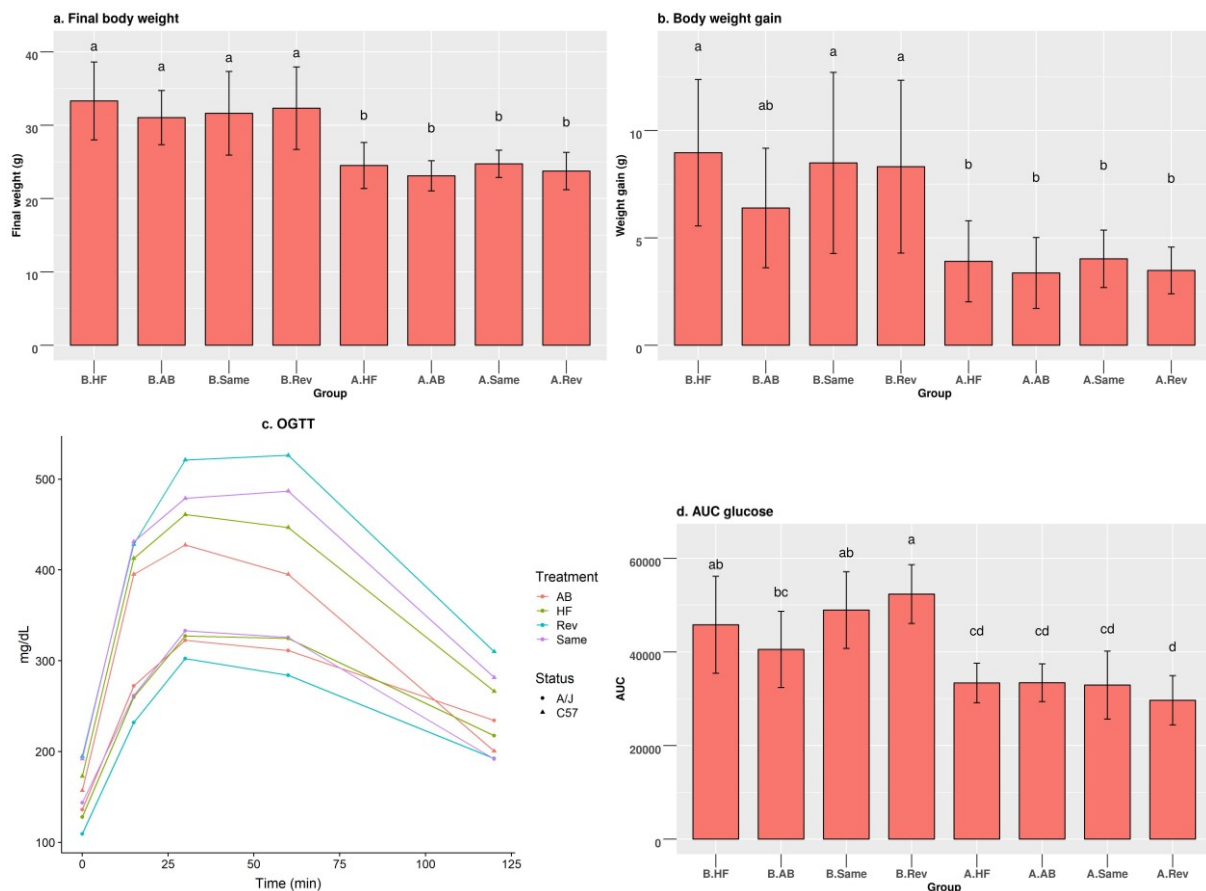 a. Final body weight
40
30
20
10
0
Final weight (g)
a
a
a
a
b
b
b
b
B.HF B.AB B.Same B.Rev A.HF A.AB A.Same A.Rev
Group
b. Body weight gain
10
5
0
Weight gain (g)
a
ab
a
a
b
b
b
b
B.HF B.AB B.Same B.Rev A.HF A.AB A.Same A.Rev
Group
c. OGTT
500
400
300
200
100
mg/dL
0 25 50 75 100 125
Time (min)
Treatment
AB
HF
Rev
Same
Status
A/J
C57
d. AUC glucose
60000
40000
20000
0
AUC
ab
bc
ab
a
cd
cd
cd
d
B.HF B.AB B.Same B.Rev A.HF A.AB A.Same A.Rev
Group